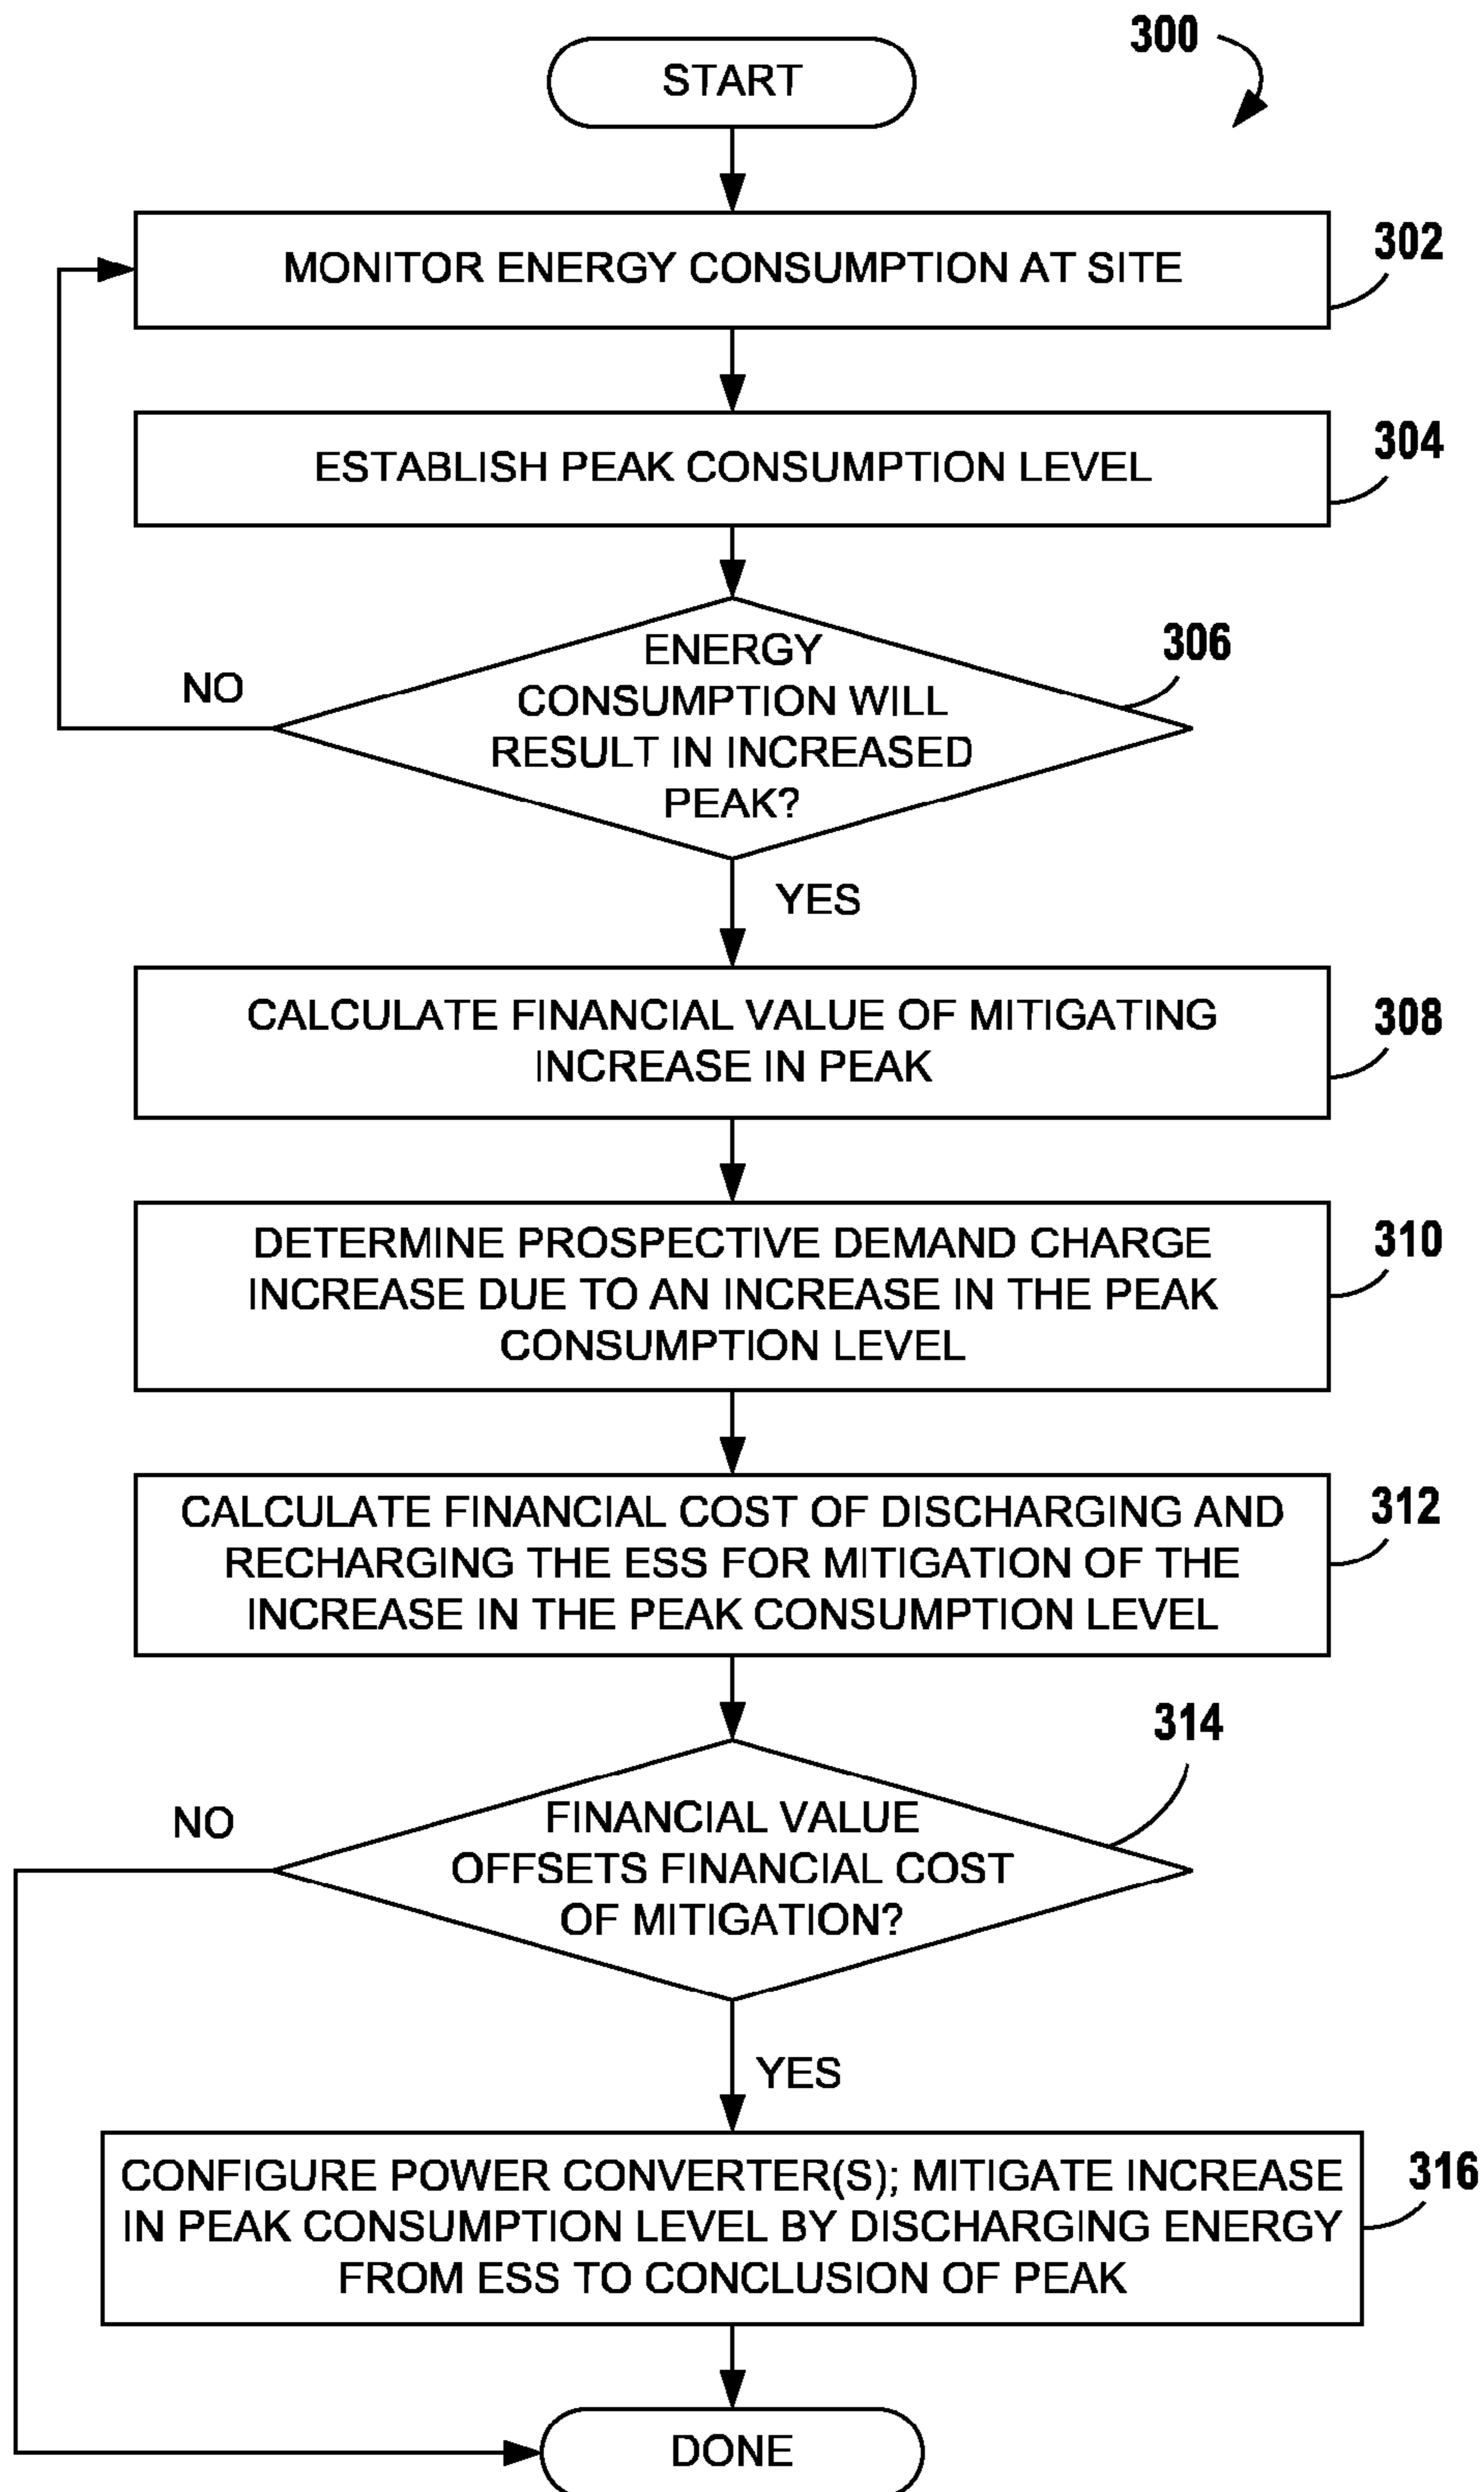 300
START
MONITOR ENERGY CONSUMPTION AT SITE
302
ESTABLISH PEAK CONSUMPTION LEVEL
304
ENERGY
CONSUMPTION WILL
RESULT IN INCREASED
PEAK?
306
NO
YES
CALCULATE FINANCIAL VALUE OF MITIGATING
INCREASE IN PEAK
308
DETERMINE PROSPECTIVE DEMAND CHARGE
INCREASE DUE TO AN INCREASE IN THE PEAK
CONSUMPTION LEVEL
310
CALCULATE FINANCIAL COST OF DISCHARGING AND
RECHARGING THE ESS FOR MITIGATION OF THE
INCREASE IN THE PEAK CONSUMPTION LEVEL
312
FINANCIAL VALUE
OFFSETS FINANCIAL COST
OF MITIGATION?
314
NO
YES
CONFIGURE POWER CONVERTER(S); MITIGATE INCREASE
IN PEAK CONSUMPTION LEVEL BY DISCHARGING ENERGY
FROM ESS TO CONCLUSION OF PEAK
316
DONE